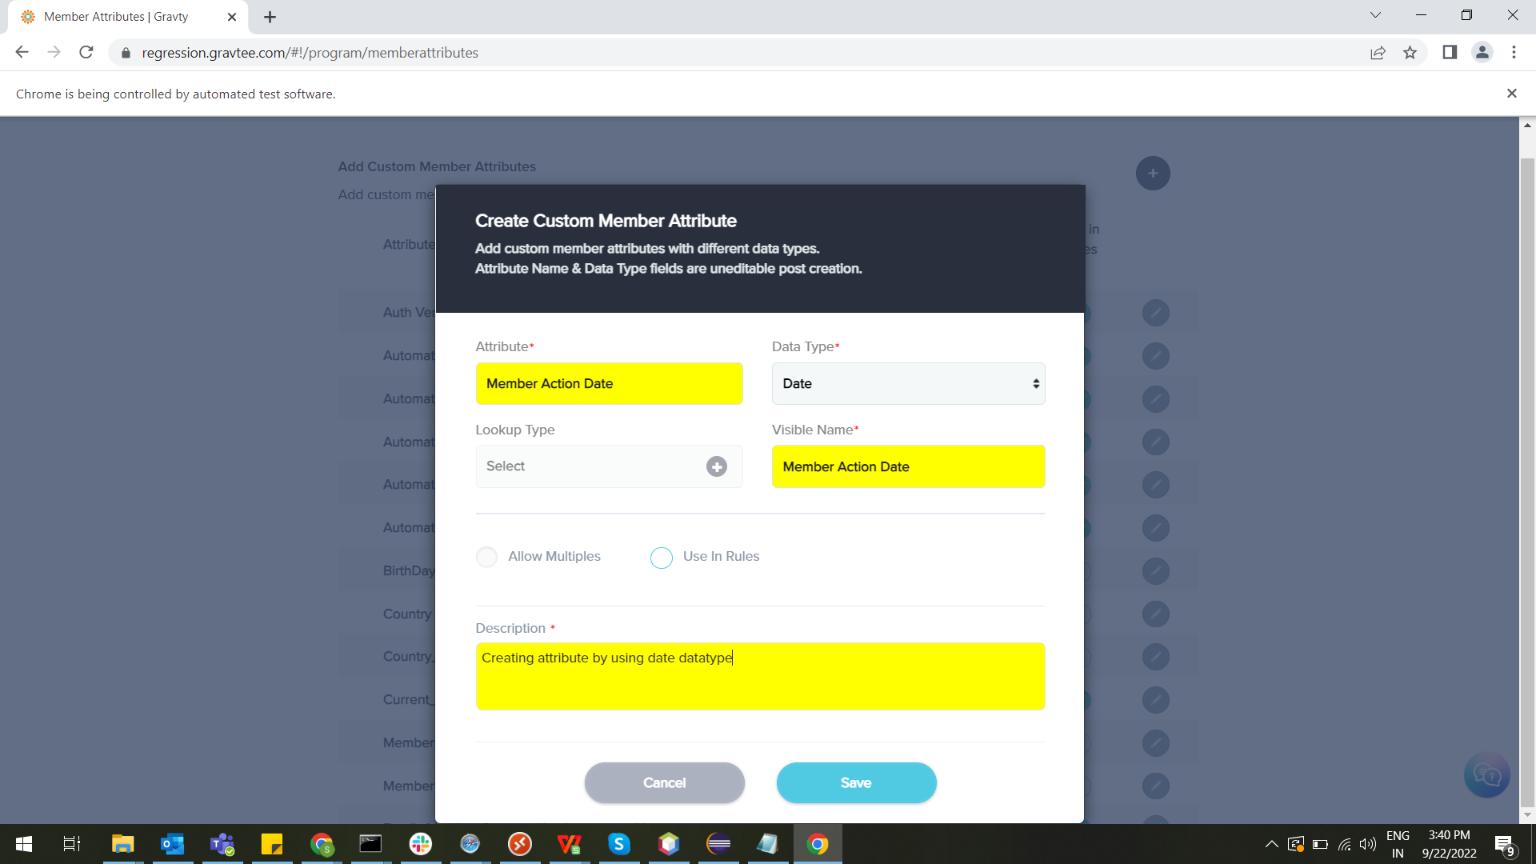 Member Attributes | Gravty
regression.gravtee.com/#!/program/memberattributes
Chrome is being controlled by automated test software.
Add Custom Member Attributes
Add custom me
Create Custom Member Attribute
Add custom member attributes with different data types.
Attribute Name & Data Type fields are uneditable post creation.
Attribute
in
es
Auth Ver
Automat
Automat
Automat
Automat
Automat
BirthDay
Country
Country_
Current_
Member
Member
Attribute*
Data Type*
Member Action Date
Date
Lookup Type
Visible Name*
Select
Member Action Date
Allow Multiples
Use In Rules
Description *
Creating attribute by using date datatype
Cancel
Save
ENG
IN
3:40 PM
9/22/2022
9